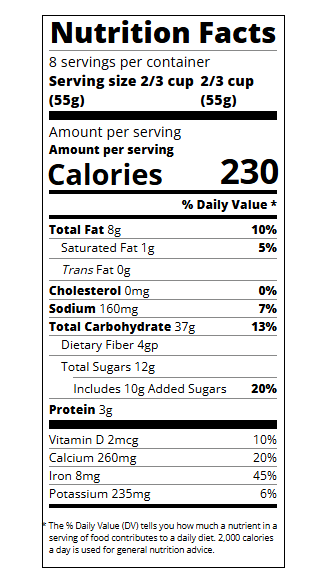 Nutrition Facts
8 servings per container
Serving size 2/3 cup 2/3 cup
(55g) (55g)
Amount per serving
Amount per serving
Calories 230
% Daily Value *
Total Fat 8g 10%
Saturated Fat 1g 5%
Trans Fat 0g
Cholesterol 0mg 0%
Sodium 160mg 7%
Total Carbohydrate 37g 13%
Dietary Fiber 4gp
Total Sugars 12g
Includes 10g Added Sugars 20%
Protein 3g
Vitamin D 2mcg 10%
Calcium 260mg 20%
Iron 8mg 45%
Potassium 235mg 6%
* The % Daily Value (DV) tells you how much a nutrient in a
serving of food contributes to a daily diet. 2,000 calories
a day is used for general nutrition advice.